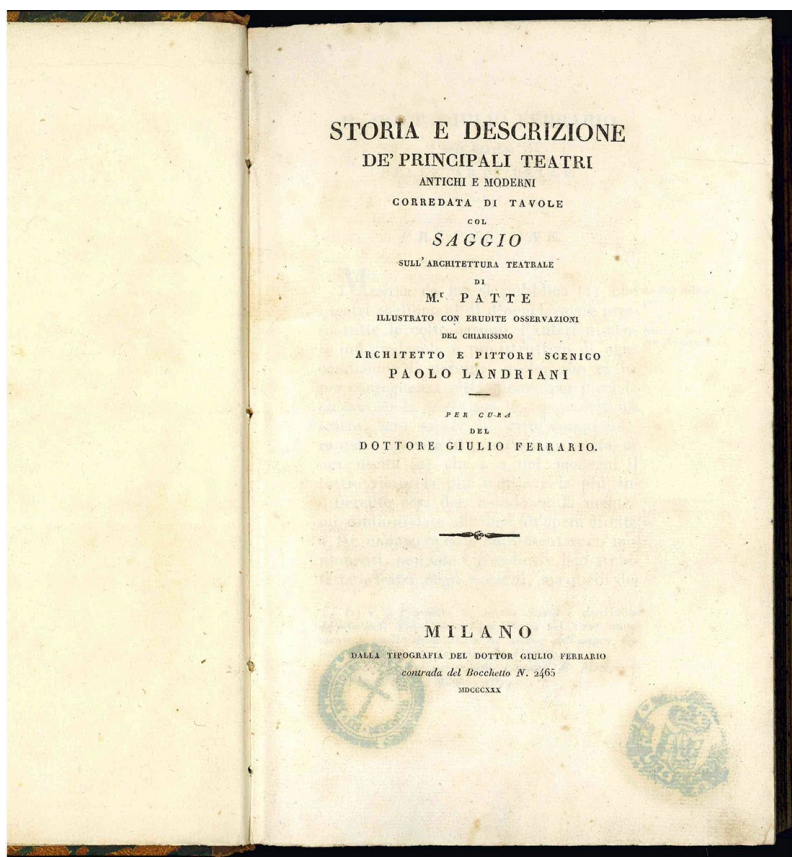 STORIA E DESCRIZIONE
DE' PRINCIPALI TEATRI
ANTICHI E MODERNI
CORREDATA DI TAVOLE
COL
SAGGIO
SULL' ARCHITETTURA TEATRALE
DI
M.r PATTE
ILLUSTRATO CON ERUDITE OSSERVAZIONI
DEL CHIARISSIMO
ARCHITETTO E PITTORE SCENICO
PAOLO LANDRIANI
PER CURA
DEL
DOTTORE GIULIO FERRARIO.
MILANO
DALLA TIPOGRAFIA DEL DOTTOR GIULIO FERRARIO
contrada del Bocchetto N. 2465
MDCCCXXX